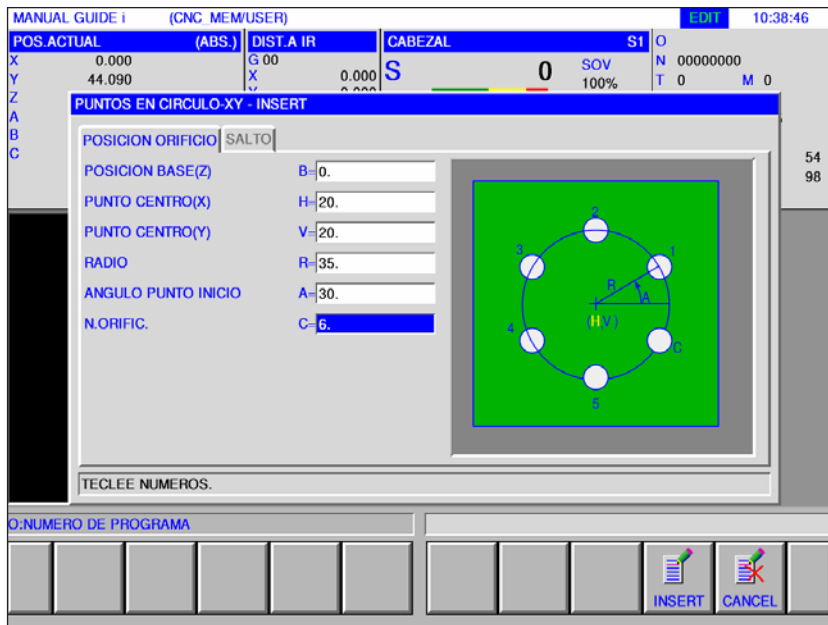 MANUAL GUIDE i (CNC_MEM/USER) EDIT 10:38:46
POS.ACTUAL (ABS.) DIST.A IR CABEZAL S1 O
X 0.000 G 00 S 0 SOV N 00000000
Y 44.090 X 0.000 100% T 0 M 0
Z
A
B
C
54
98
PUNTOS EN CIRCULO-XY - INSERT
POSICION ORIFICIO SALTO
POSICION BASE(Z) B=0.
PUNTO CENTRO(X) H=20.
PUNTO CENTRO(Y) V=20.
RADIO R=35.
ANGULO PUNTO INICIO A=30.
N.ORIFIC. C=6.
2
3 1
R A
(H,V)
4 C
5
TECLEE NUMEROS.
O:NUMERO DE PROGRAMA
INSERT CANCEL